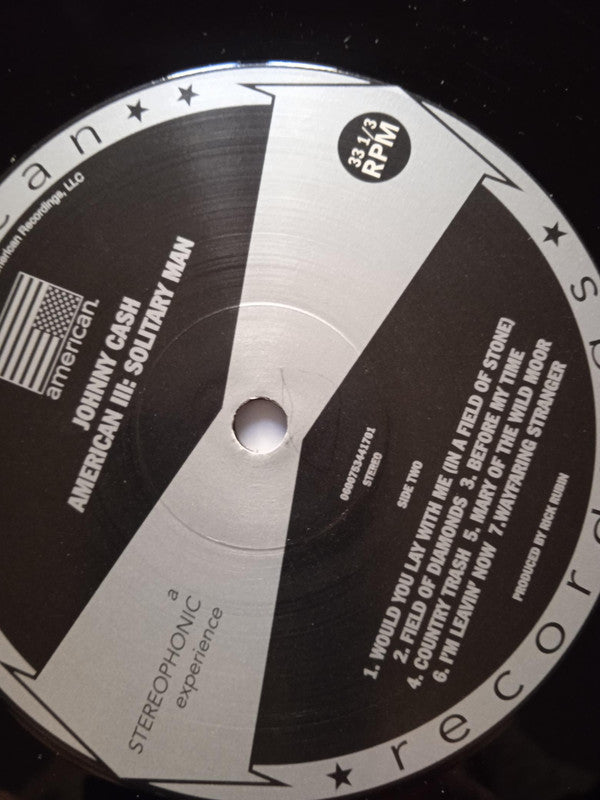 can
American Recordings, LLC
american.
JOHNNY CASH
AMERICAN III: SOLITARY MAN
33 1/3
RPM
a
STEREOPHONIC
experience
000753441701
STEREO
SIDE TWO
1. WOULD YOU LAY WITH ME (IN A FIELD OF STONE)
2. FIELD OF DIAMONDS 3. BEFORE MY TIME
4. COUNTRY TRASH 5. MARY OF THE WILD MOOR
6. I'M LEAVIN' NOW 7. WAYFARING STRANGER
PRODUCED BY RICK RUBIN
records